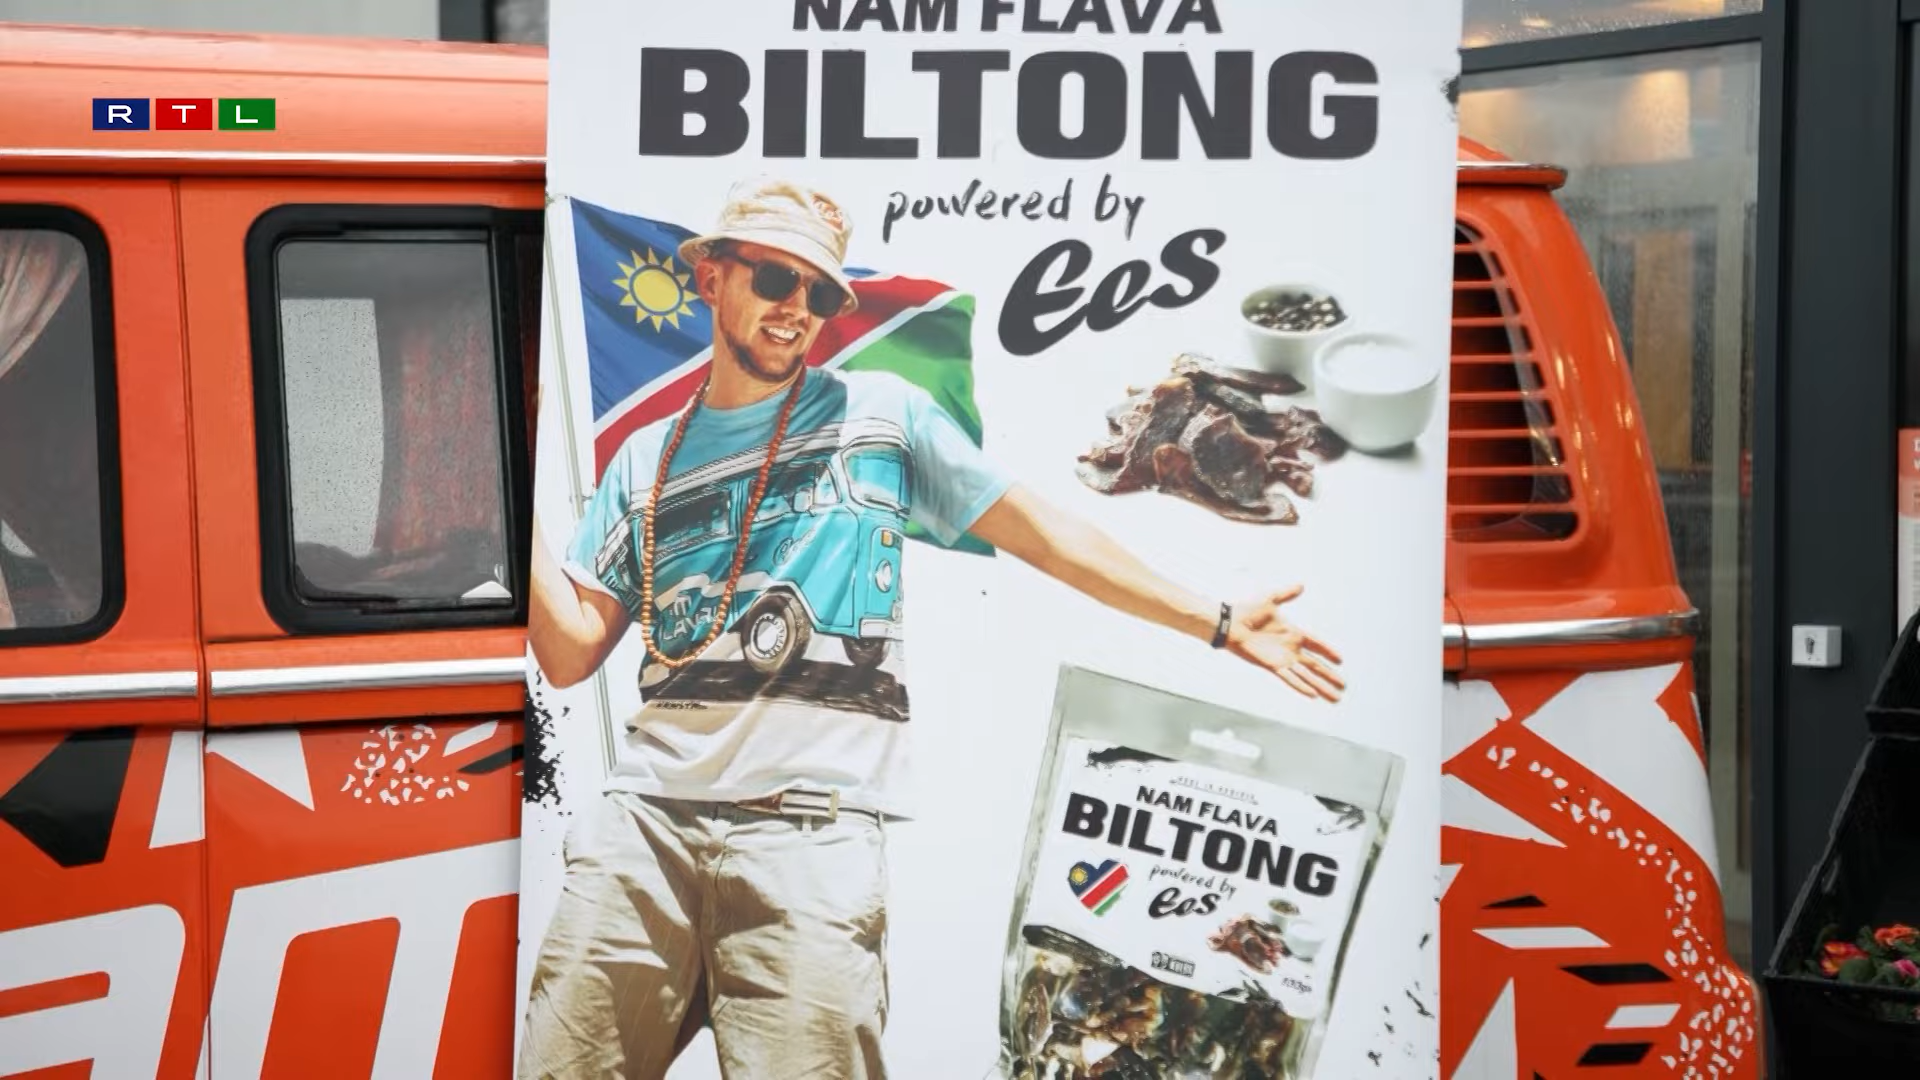 RTL
NAM FLAVA
BILTONG
powered by
Ees
NAM FLAVA
BILTONG
powered by
Ees